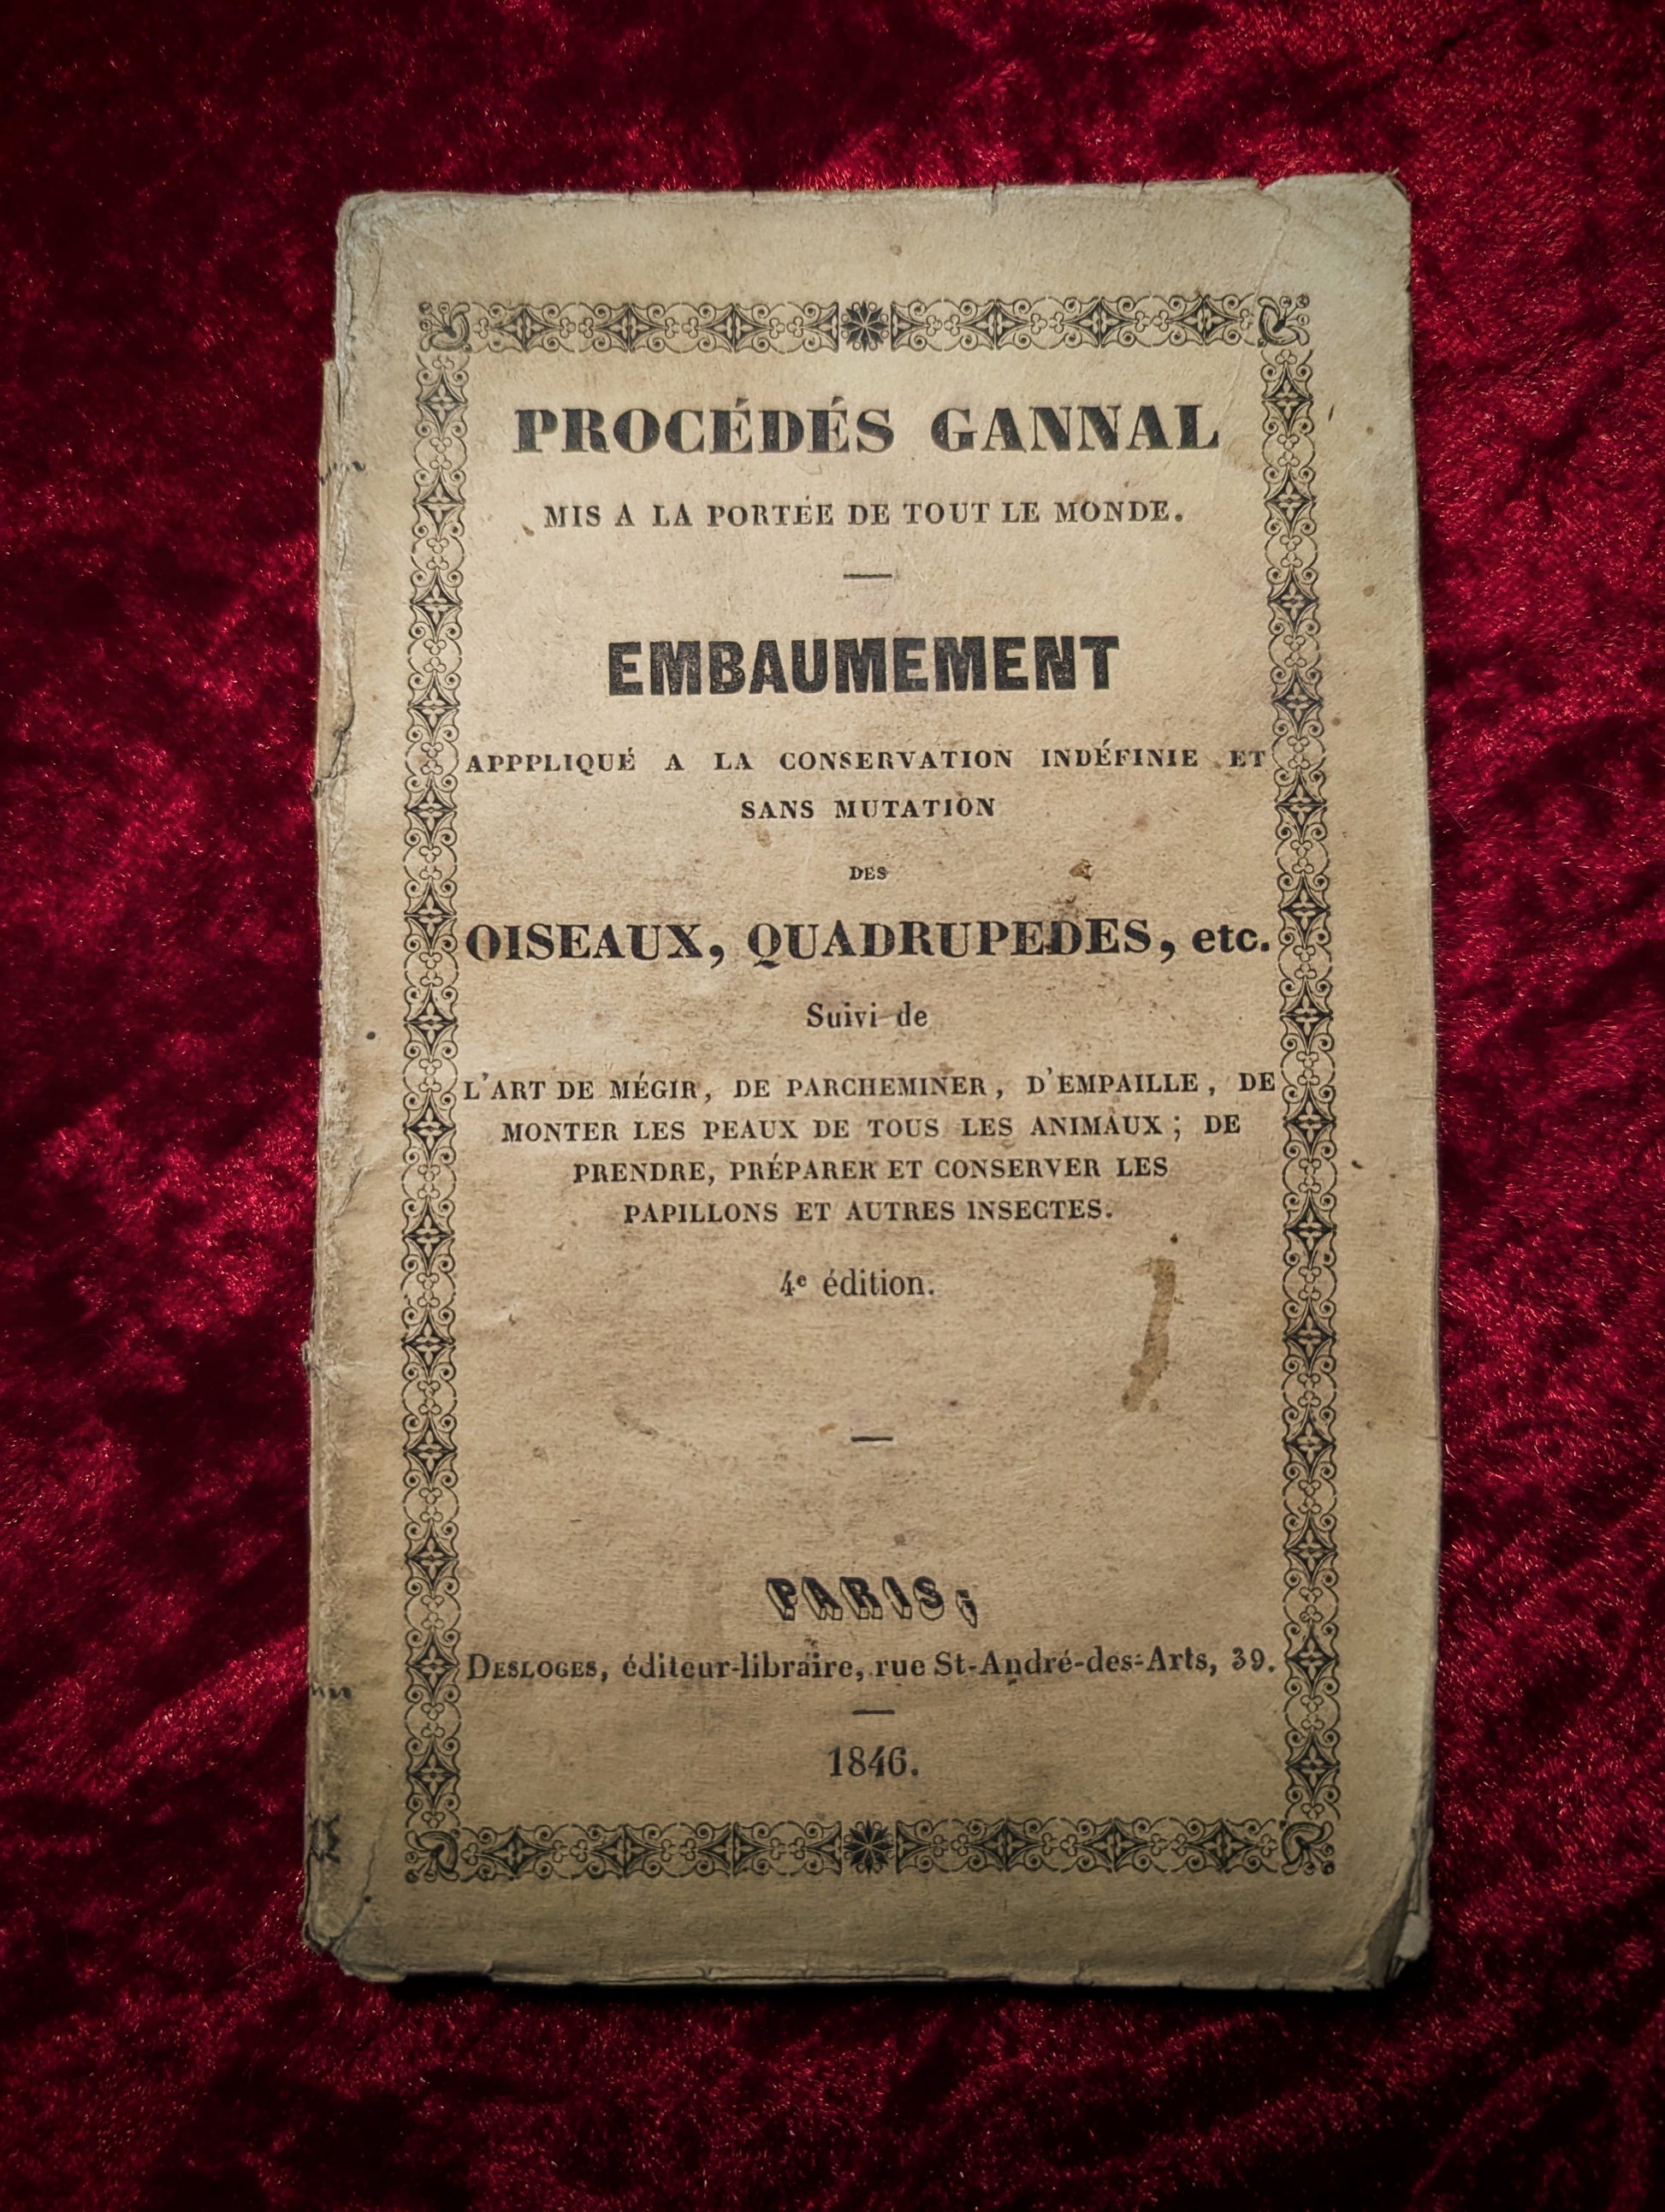 PROCÉDÉS GANNAL
MIS A LA PORTÉE DE TOUT LE MONDE.
EMBAUMEMENT
APPPLIQUÉ A LA CONSERVATION INDÉFINIE ET
SANS MUTATION
DES
OISEAUX, QUADRUPEDES, etc.
Suivi de
L'ART DE MÉGIR, DE PARCHEMINER, D'EMPAILLE, DE
MONTER LES PEAUX DE TOUS LES ANIMAUX; DE
PRENDRE, PRÉPARER ET CONSERVER LES
PAPILLONS ET AUTRES INSECTES.
4e édition.
PARIS;
DESLOGES, éditeur-libraire, rue St-André-des-Arts, 39.
1846.